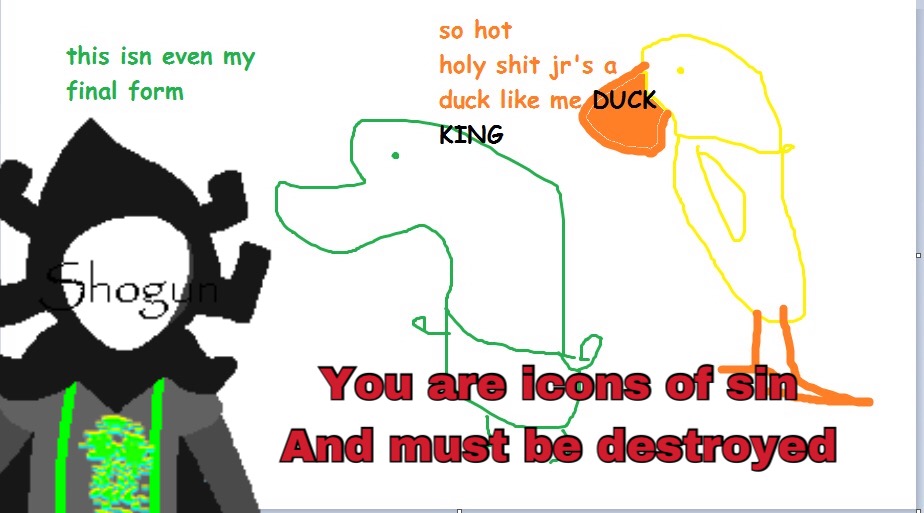 this isn even my
final form
so hot
holy shit jr's a
duck like me DUCK
KING
Shogun
You are icons of sin
And must be destroyed